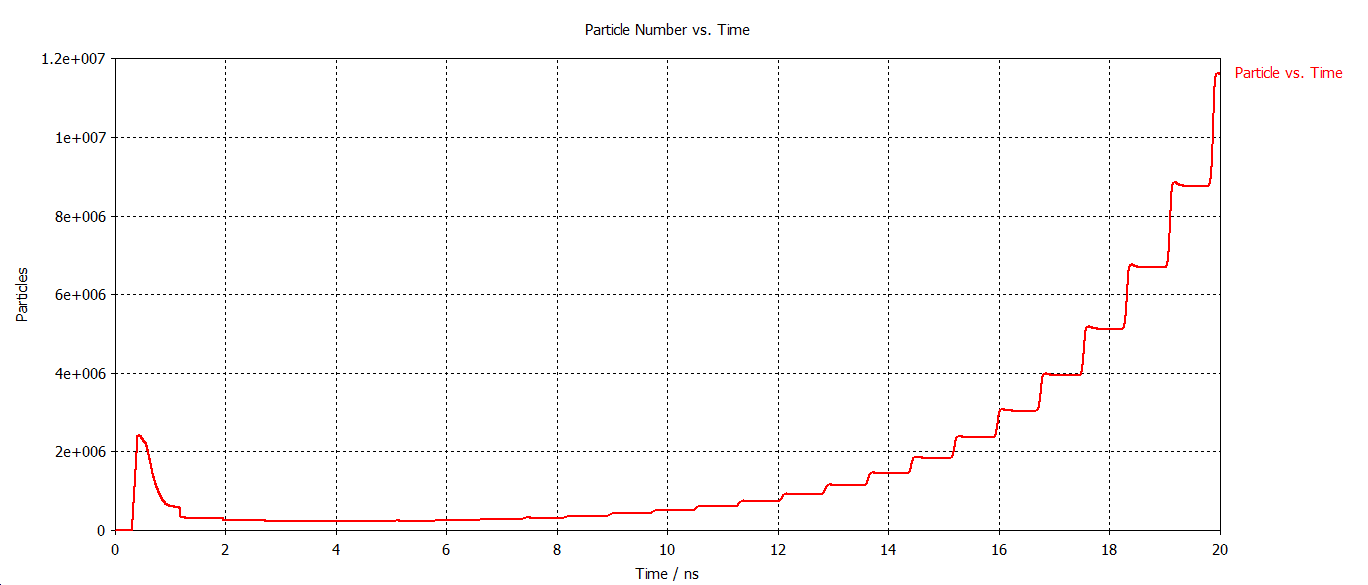 Particle Number vs. Time
1.2e+007
Particle vs. Time
1e+007
8e+006
6e+006
4e+006
2e+006
0
Particles
0 2 4 6 8 10 12 14 16 18 20
Time / ns